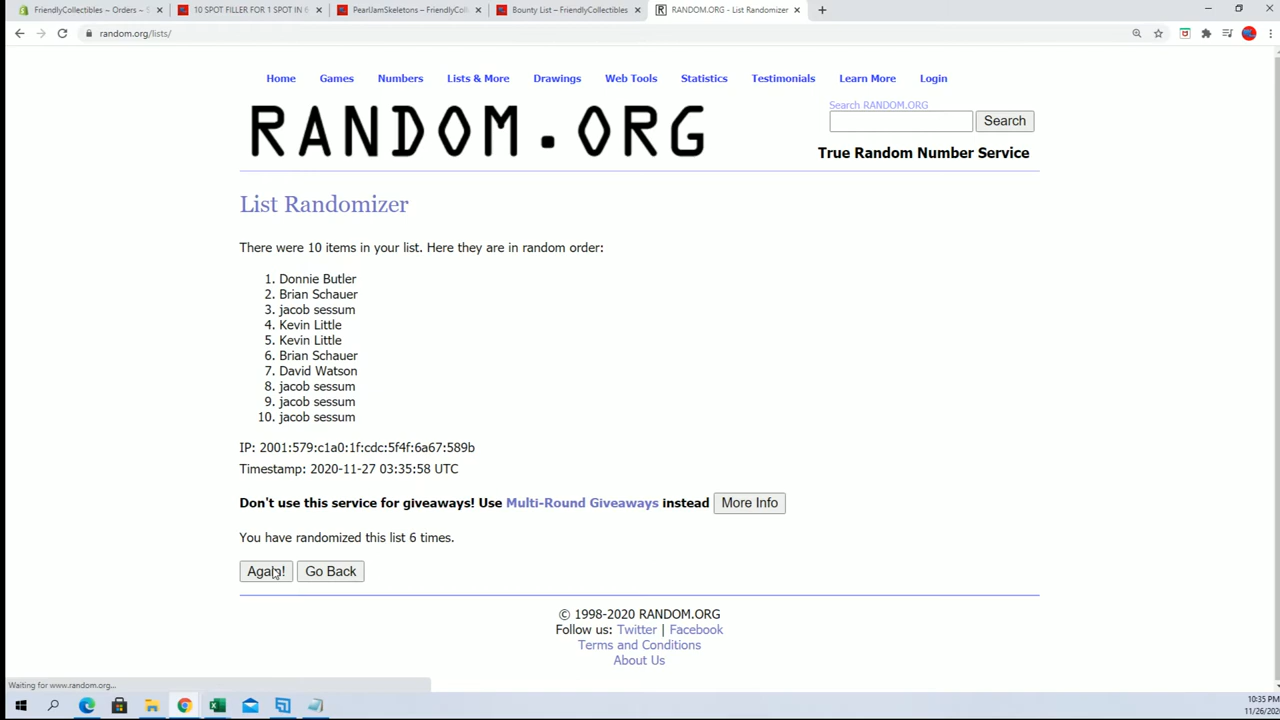 FriendlyCollectibles ~ Orders ~ S
10 SPOT FILLER FOR 1 SPOT IN 6
PearlJamSkeletons – FriendlyColl
Bounty List – FriendlyCollectibles
RANDOM.ORG - List Randomizer
random.org/lists/
Home Games Numbers Lists & More Drawings Web Tools Statistics Testimonials Learn More Login
RANDOM.ORG
Search RANDOM.ORG
Search
True Random Number Service
List Randomizer
There were 10 items in your list. Here they are in random order:
1. Donnie Butler
2. Brian Schauer
3. jacob sessum
4. Kevin Little
5. Kevin Little
6. Brian Schauer
7. David Watson
8. jacob sessum
9. jacob sessum
10. jacob sessum
IP: 2001:579:c1a0:1f:cdc:5f4f:6a67:589b
Timestamp: 2020-11-27 03:35:58 UTC
Don't use this service for giveaways! Use Multi-Round Giveaways instead More Info
You have randomized this list 6 times.
Again! Go Back
© 1998-2020 RANDOM.ORG
Follow us: Twitter | Facebook
Terms and Conditions
About Us
Waiting for www.random.org...
10:35 PM
11/26/202